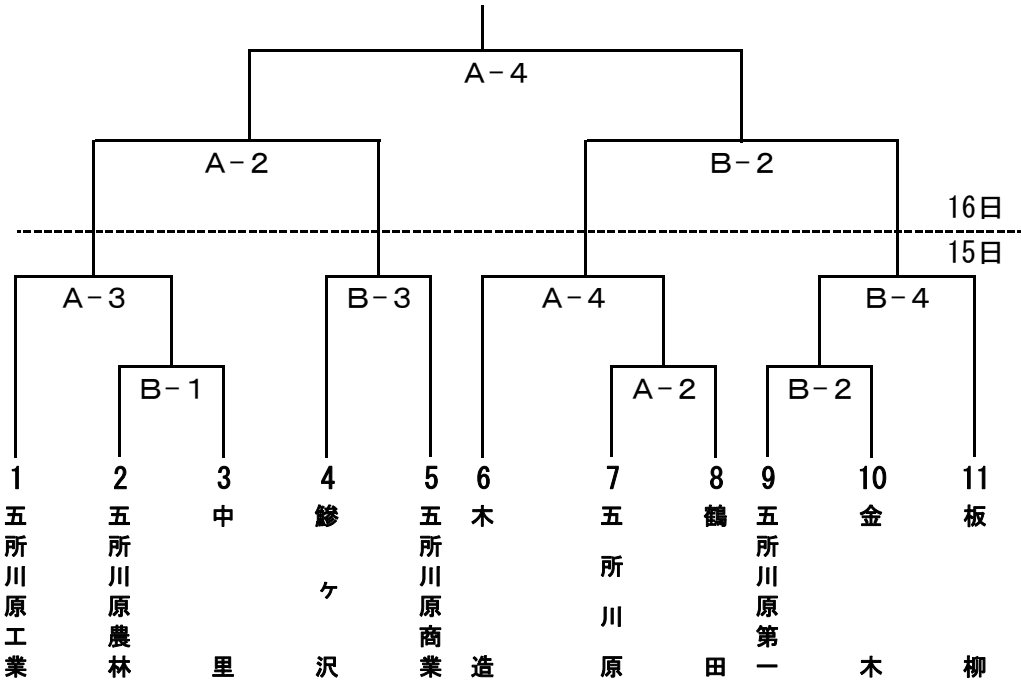 A-4
A-2
B-2
16日
15日
A-3
B-3
A-4
B-4
B-1
A-2
B-2
1
2
3
4
5
6
7
8
9
10
11
五所川原工業
五所川原農林
中里
鰺ヶ沢
五所川原商業
木造
五所川原
鶴田
五所川原第一
金木
板柳